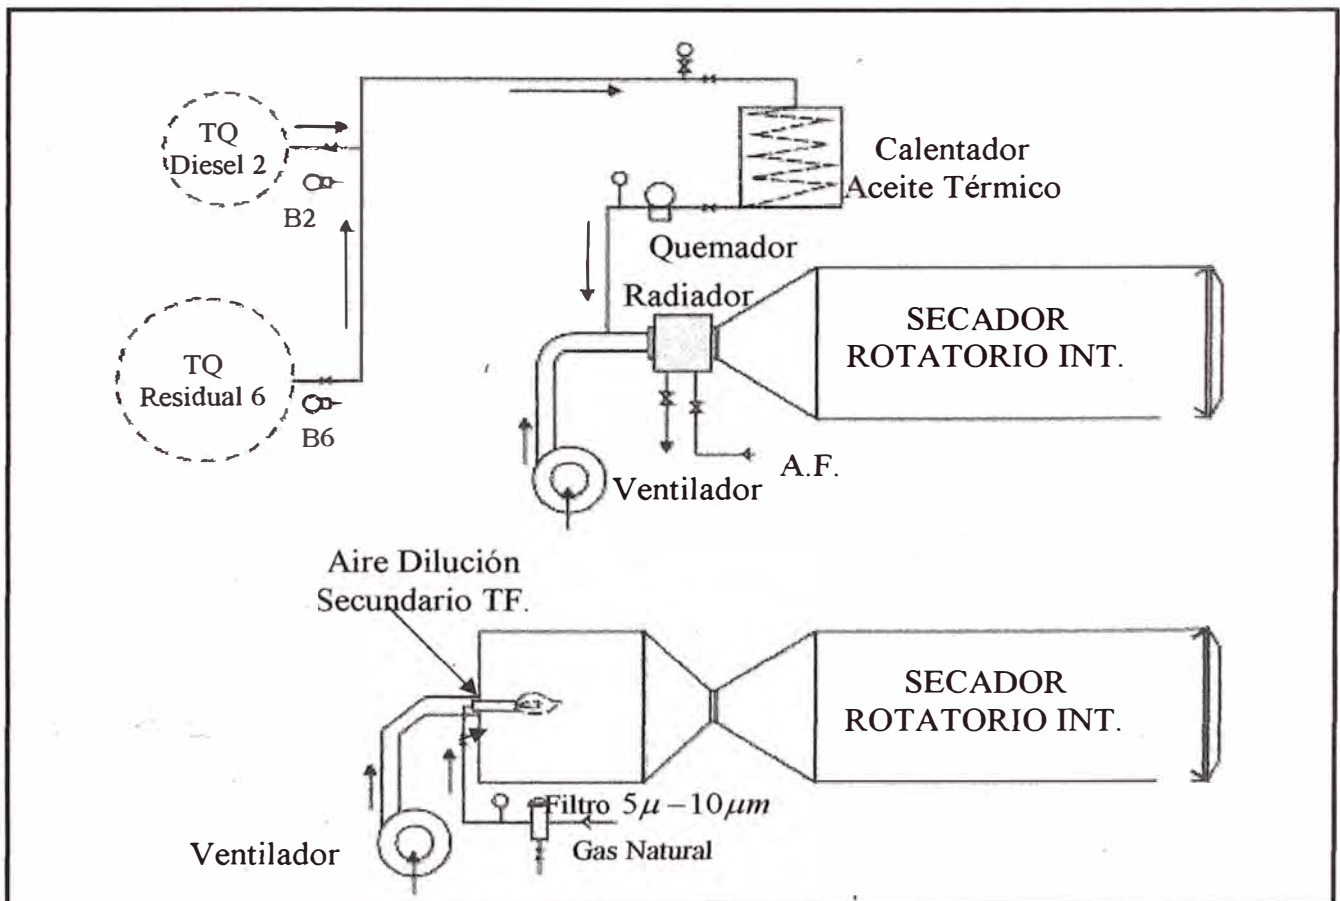 TQ
Diesel 2
B2
Calentador
Aceite Térmico
Quemador
Radiador
SECADOR
ROTATORIO INT.
TQ
Residual 6
B6
A.F.
Ventilador
Aire Dilución
Secundario TF.
SECADOR
ROTATORIO INT.
Filtro 5μ – 10μm
Gas Natural
Ventilador